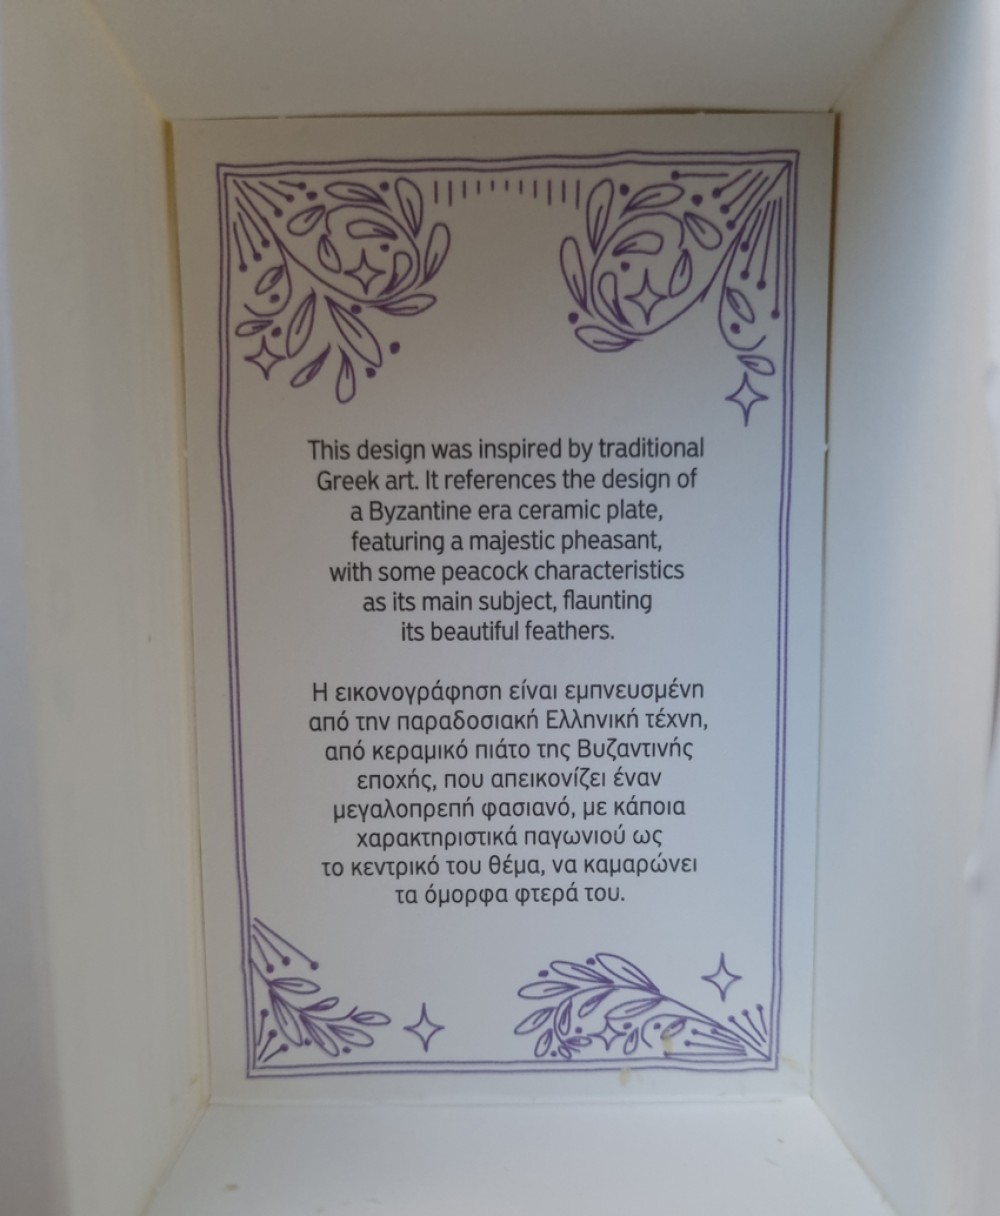 This design was inspired by traditional
Greek art. It references the design of
a Byzantine era ceramic plate,
featuring a majestic pheasant,
with some peacock characteristics
as its main subject, flaunting
its beautiful feathers.
Η εικονογράφηση είναι εμπνευσμένη
από την παραδοσιακή Ελληνική τέχνη,
από κεραμικό πιάτο της Βυζαντινής
εποχής, που απεικονίζει έναν
μεγαλοπρεπή φασιανό, με κάποια
χαρακτηριστικά παγωνιού ως
το κεντρικό του θέμα, να καμαρώνει
τα όμορφα φτερά του.